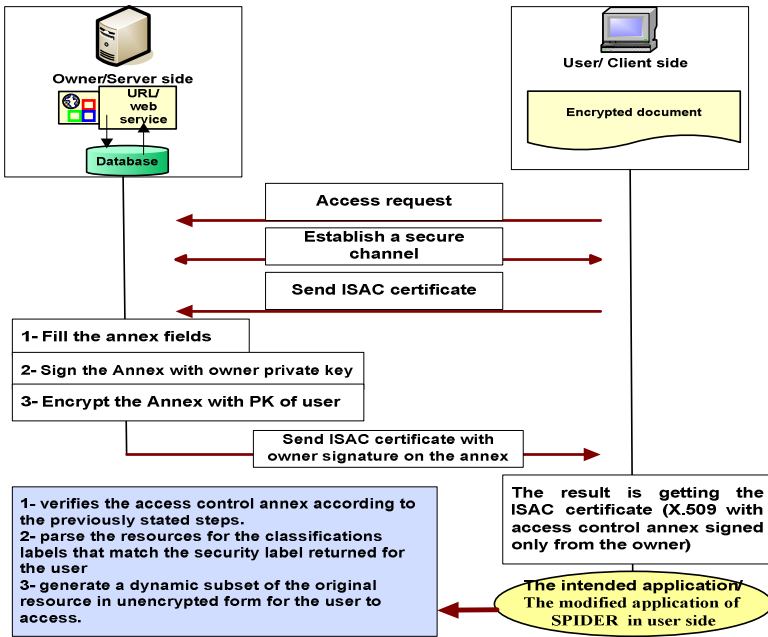 Owner/Server side
URL/
web
service
Database
User/ Client side
Encrypted document
Access request
Establish a secure
channel
Send ISAC certificate
1- Fill the annex fields
2- Sign the Annex with owner private key
3- Encrypt the Annex with PK of user
Send ISAC certificate with
owner signature on the annex
The result is getting the
ISAC certificate (X.509 with
access control annex signed
only from the owner)
1- verifies the access control annex according to
the previously stated steps.
2- parse the resources for the classifications
labels that match the security label returned for
the user
3- generate a dynamic subset of the original
resource in unencrypted form for the user to
access.
The intended application/
The modified application of
SPIDER in user side